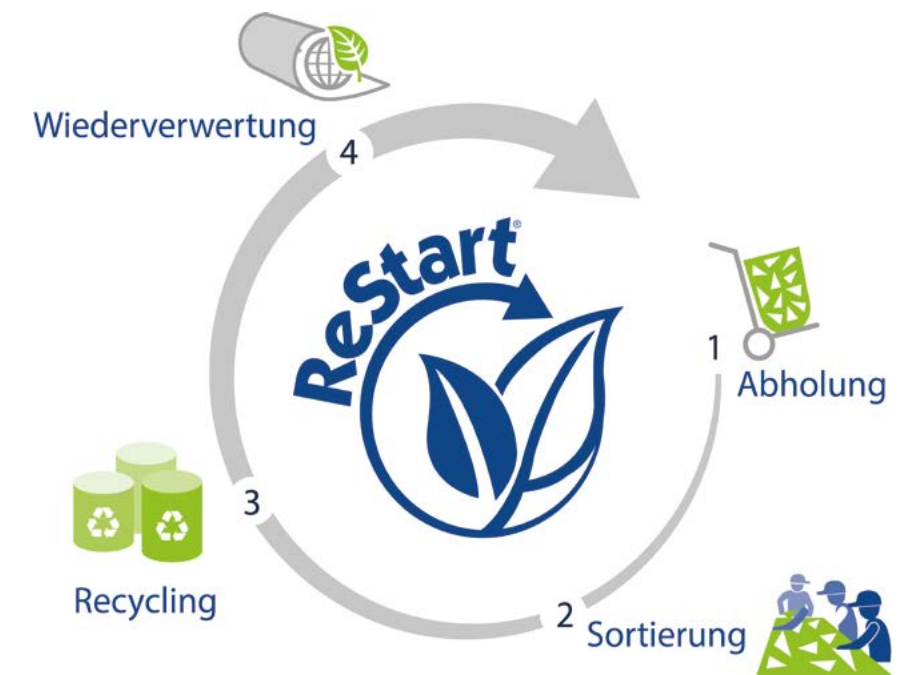 Wiederverwertung
4
ReStart®
1
Abholung
3
Recycling
2
Sortierung